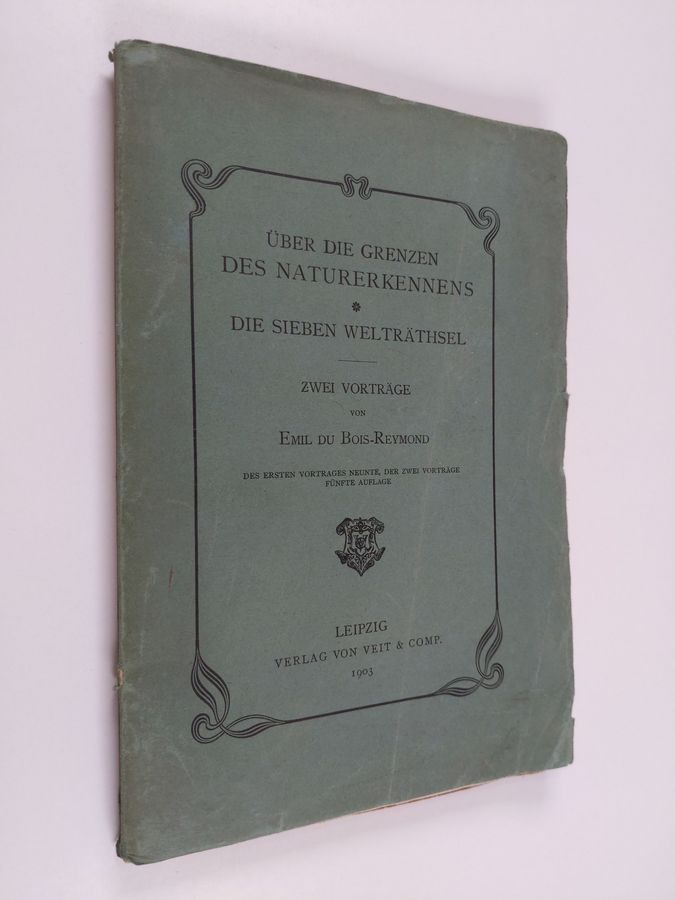 ÜBER DIE GRENZEN
DES NATURERKENNENS
DIE SIEBEN WELTRÄTHSEL
ZWEI VORTRÄGE
VON
EMIL DU BOIS-REYMOND
DES ERSTEN VORTRAGES NEUNTE, DER ZWEI VORTRÄGE
FÜNFTE AUFLAGE
LEIPZIG
VERLAG VON VEIT & COMP.
1903